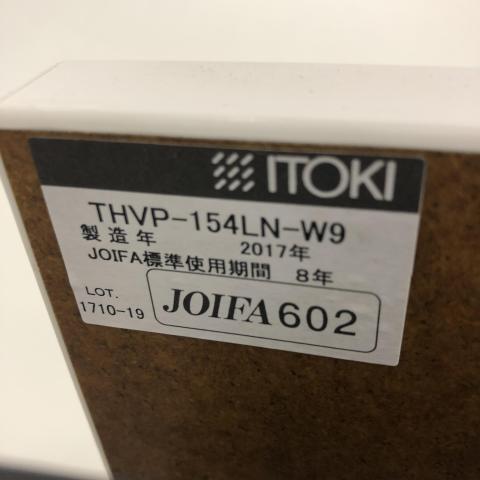 ITOKI
THVP-154LN-W9
製造年 2017年
JOIFA標準使用期間 8年
LOT.
1710-19
JOIFA602